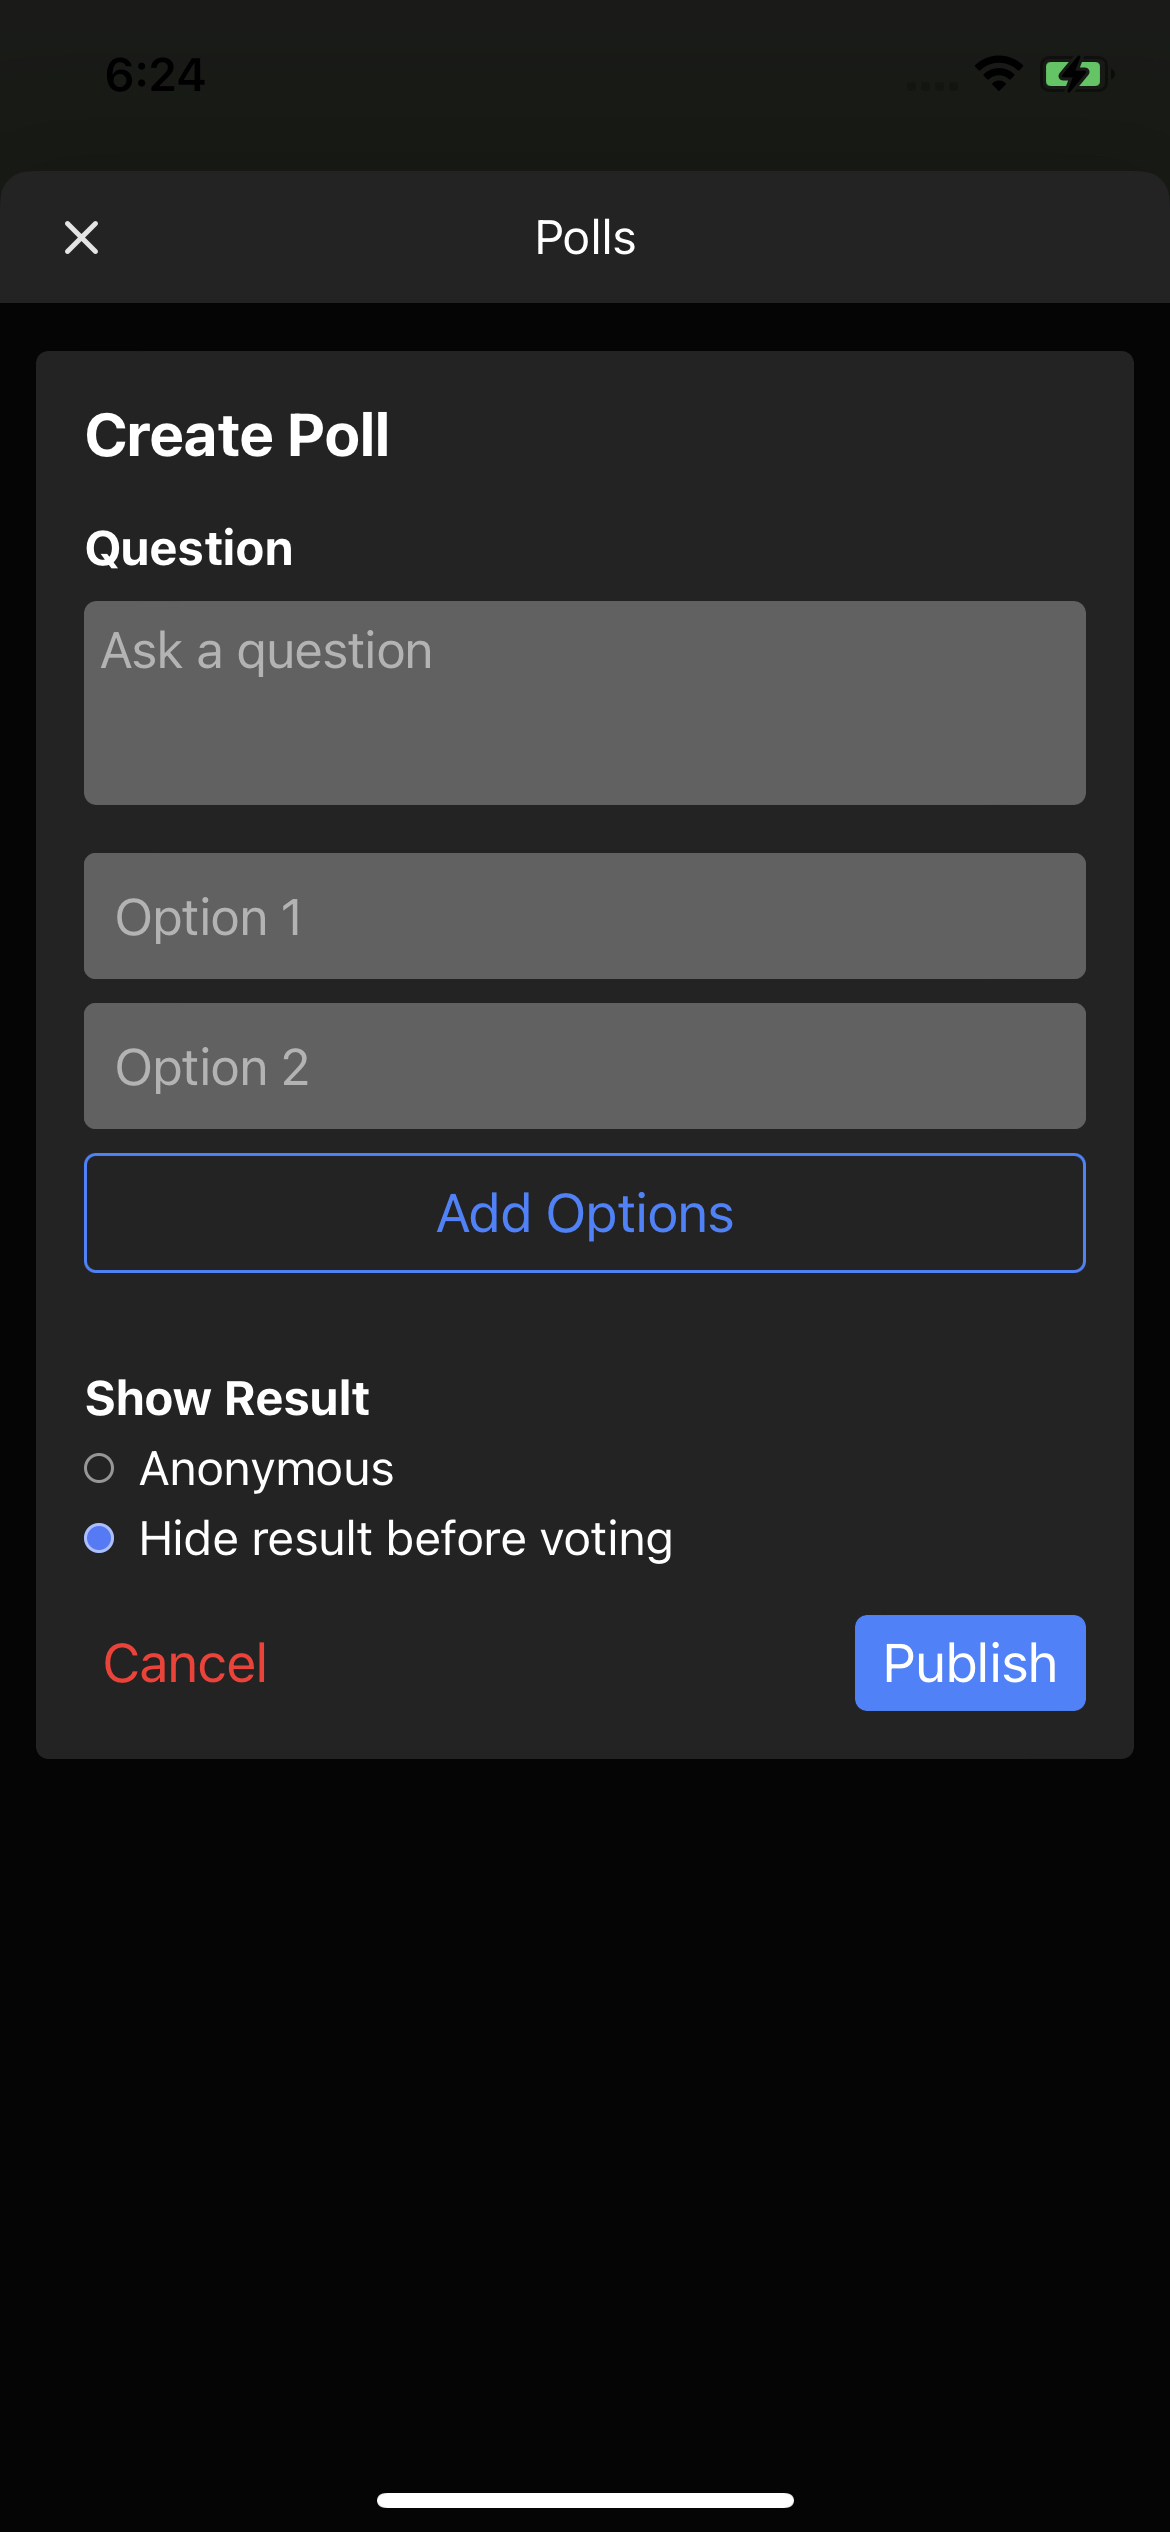 6:24
Polls
Create Poll
Question
Ask a question
Option 1
Option 2
Add Options
Show Result
Anonymous
Hide result before voting
Cancel
Publish